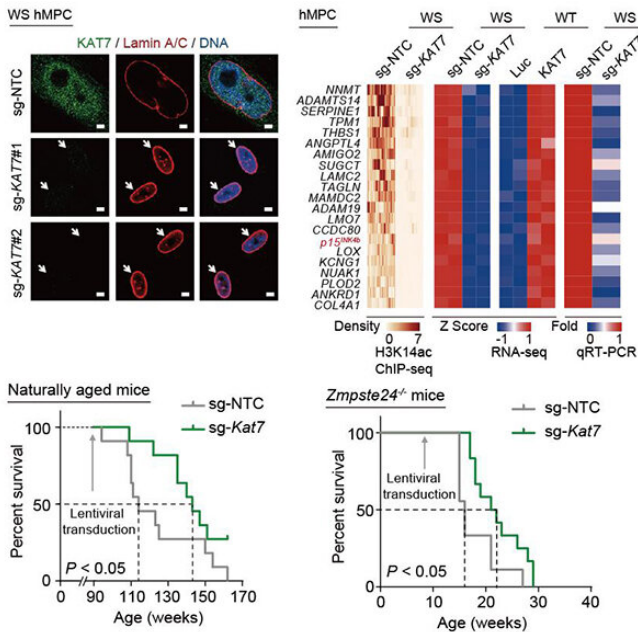 WS hMPC
KAT7 / Lamin A/C / DNA
sg-NTC
sg-KAT7#1
sg-KAT7#2
hMPC
WS
WS
WT
WS
sg-NTC
sg-KAT7
sg-NTC
sg-KAT7
Luc
KAT7
sg-NTC
sg-KAT7
NNMT
ADAMTS14
SERPINE1
TPM1
THBS1
ANGPTL4
AMIGO2
SUGCT
LAMC2
TAGLN
MAMDC2
ADAM19
LMO7
CCDC80
p15INK4b
LOX
KCNG1
NUAK1
PLOD2
ANKRD1
COL4A1
Density
0 7
H3K14ac
ChIP-seq
Z Score
-1 1
RNA-seq
Fold
0 1
qRT-PCR
Naturally aged mice
sg-NTC
sg-Kat7
Percent survival
100
50
0
Lentiviral
transduction
P < 0.05
0 90 110 130 150 170
Age (weeks)
Zmpste24-/- mice
sg-NTC
sg-Kat7
Percent survival
100
50
0
Lentiviral
transduction
P < 0.05
0 10 20 30 40
Age (weeks)